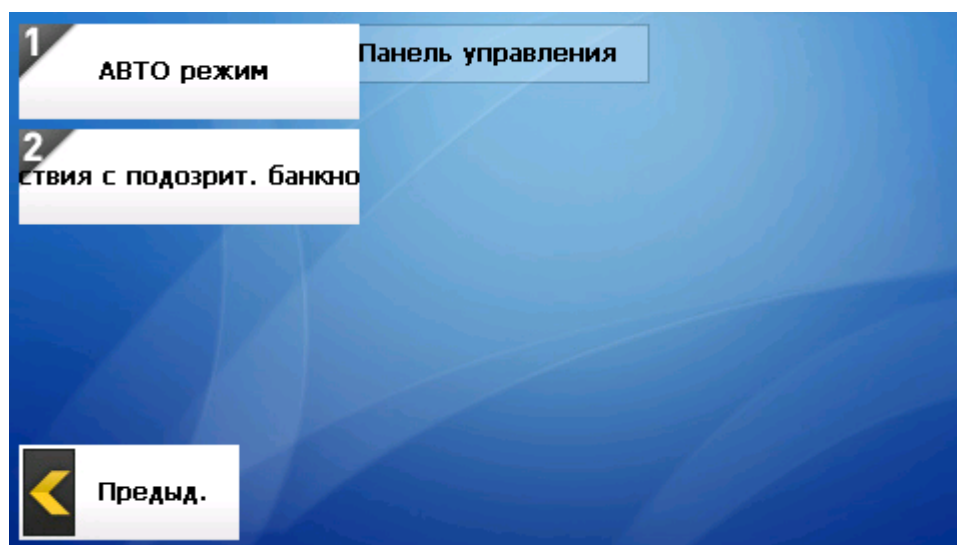 1
АВТО режим
Панель управления
2
ствия с подозрит. банкно
Предыд.